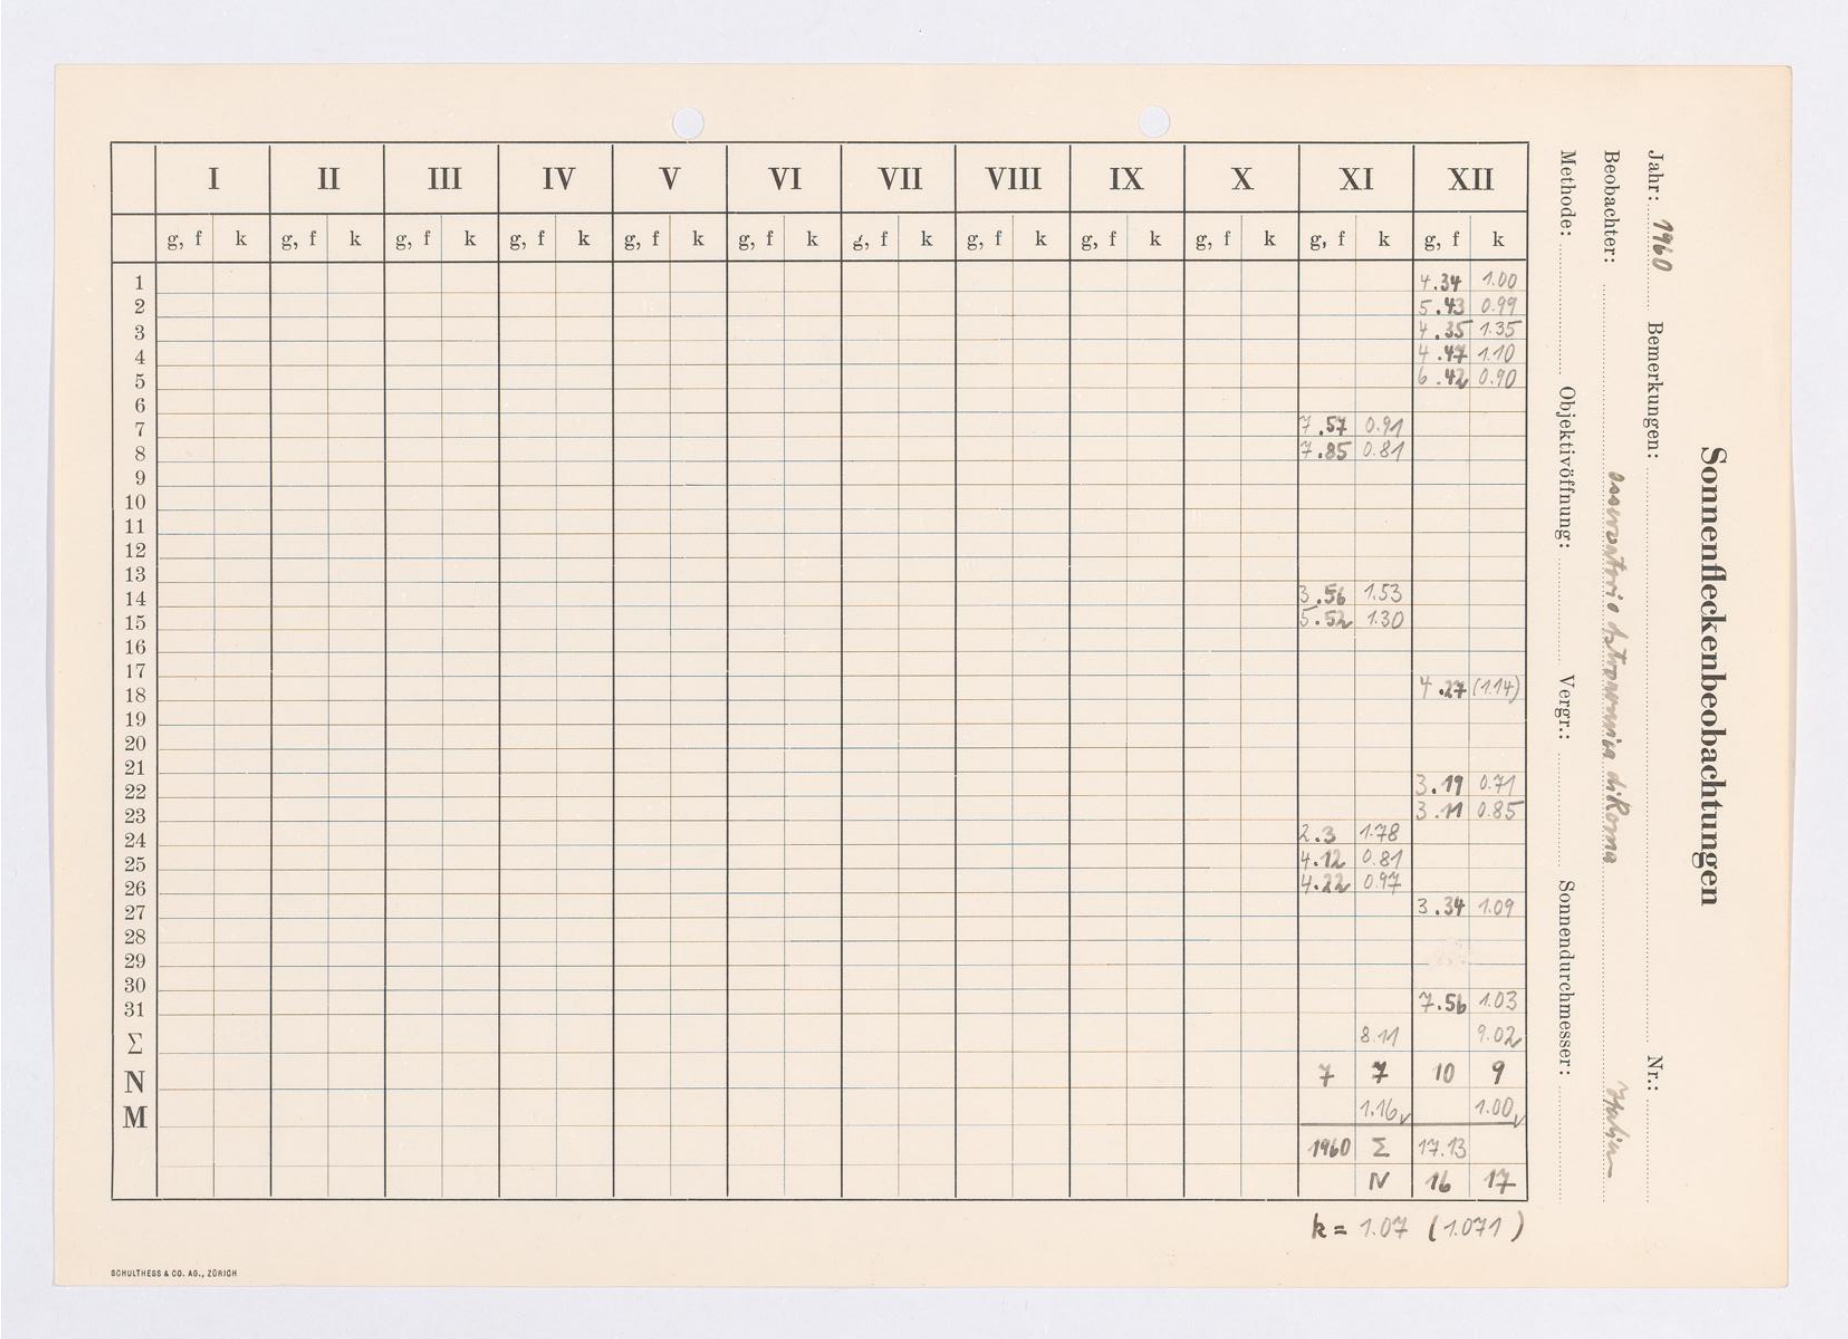 Sonnenfleckenbeobachtungen
Jahr: 1960 Bemerkungen: Nr.:
Beobachter: Osservatorio Astronomico di Roma Italien
Methode: Objektivöffnung: Vergr.: Sonnendurchmesser:
I II III IV V VI VII VIII IX X XI XII
g, f k g, f k g, f k g, f k g, f k g, f k g, f k g, f k g, f k g, f k g, f k g, f k
1 4.34 1.00
2 5.43 0.99
3 4.35 1.35
4 4.47 1.10
5 6.42 0.90
6
7 7.57 0.91
8 7.85 0.81
9
10
11
12
13
14 3.56 1.53
15 5.52 1.30
16
17
18 4.27 (1.14)
19
20
21
22 3.19 0.71
23 3.11 0.85
24 2.3 1.78
25 4.12 0.81
26 4.22 0.97
27 3.34 1.09
28
29
30
31 7.56 1.03
Σ 8.11 9.02
N 7 7 10 9
M 1.16 1.00
1960 Σ 17.13
N 16 17
k = 1.07 (1.071)
SCHULTHESS & CO. AG., ZÜRICH